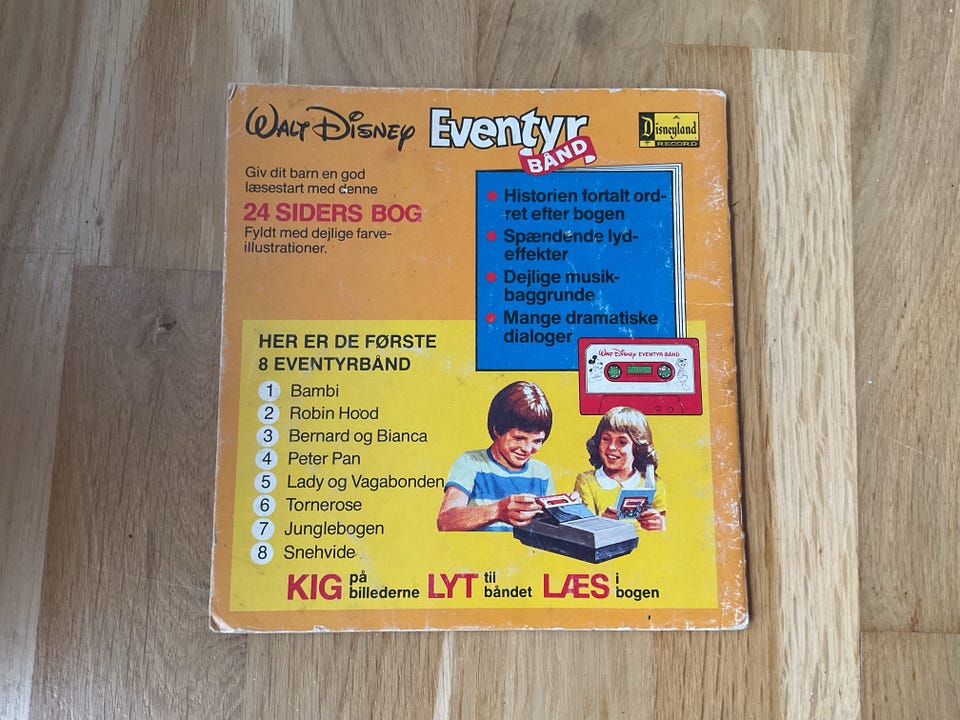 Walt Disney
Eventyr
BÅND
Disneyland
RECORD
Giv dit barn en god
læsestart med denne
24 SIDERS BOG
Fyldt med dejlige farve-
illustrationer.
Historien fortalt ord-
ret efter bogen
Spændende lyd-
effekter
Dejlige musik-
baggrunde
Mange dramatiske
dialoger
Walt Disney EVENTYR BÅND
HER ER DE FØRSTE
8 EVENTYRBÅND
1 Bambi
2 Robin Hood
3 Bernard og Bianca
4 Peter Pan
5 Lady og Vagabonden
6 Tornerose
7 Junglebogen
8 Snehvide
KIG på billederne LYT til båndet LÆS i bogen